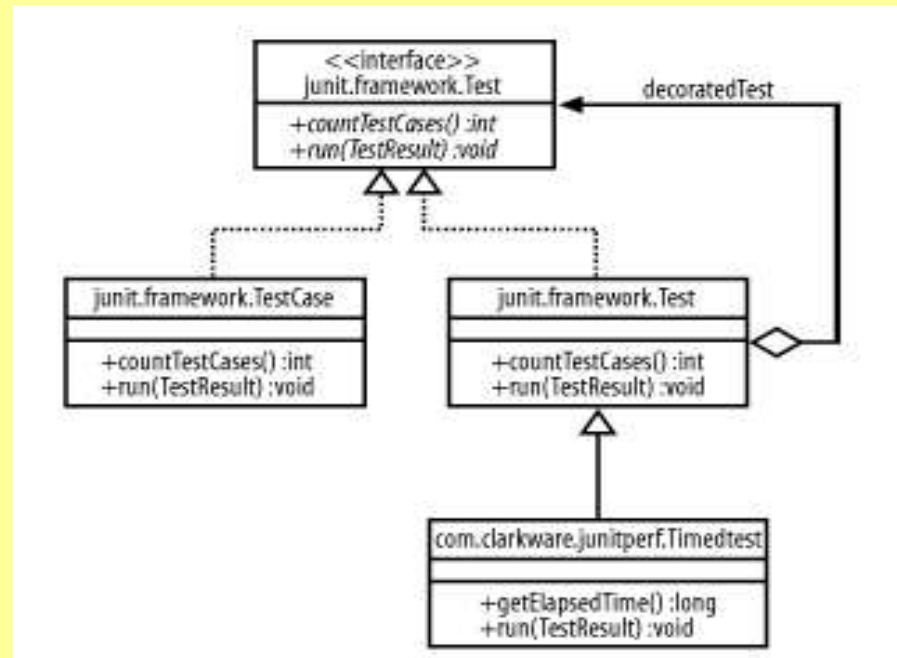 <<interface>>
junit.framework.Test
+countTestCases() :int
+run(TestResult) :void
decoratedTest
junit.framework.TestCase
+countTestCases() :int
+run(TestResult) :void
junit.framework.Test
+countTestCases() :int
+run(TestResult) :void
com.clarkware.junitperf.Timedtest
+getElapsedTime() :long
+run(TestResult) :void